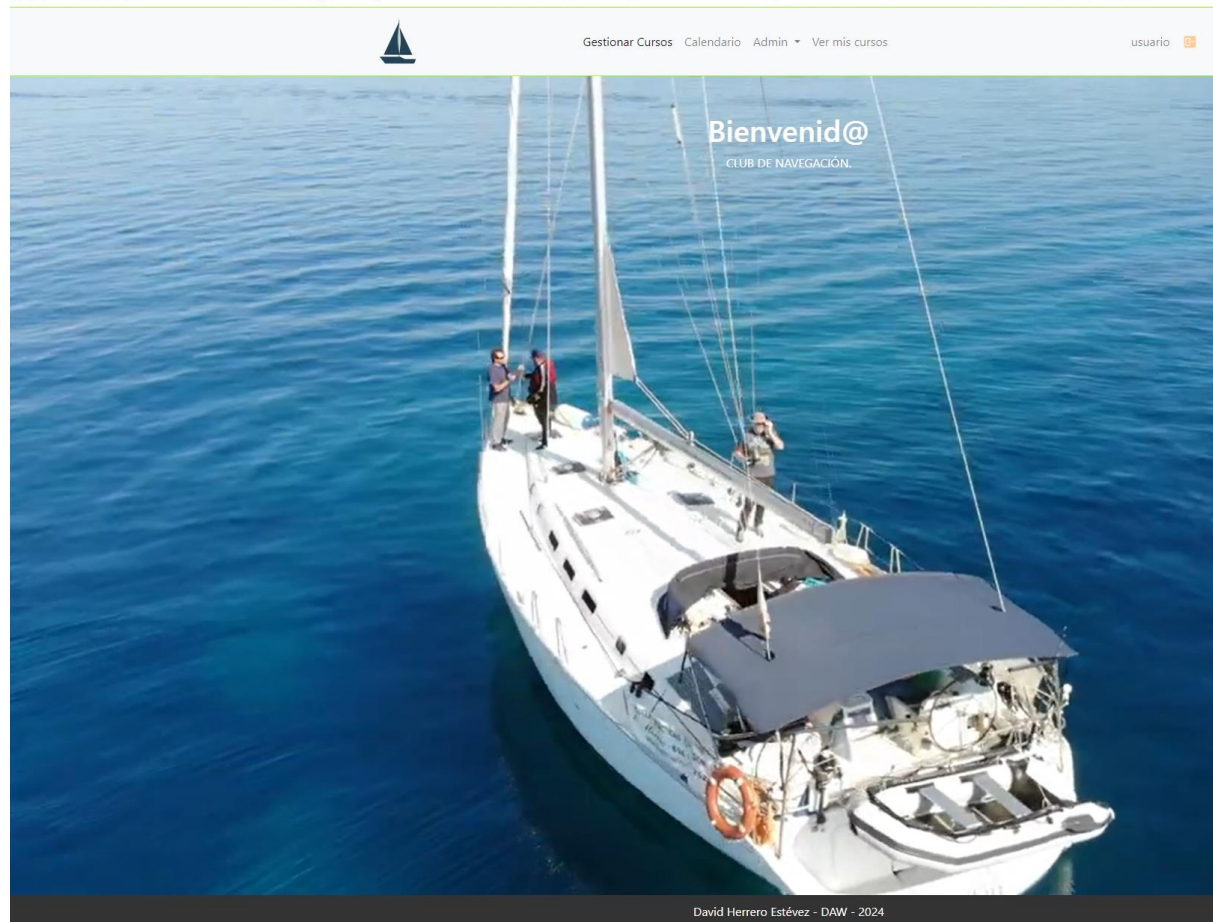 Gestionar Cursos Calendario Admin Ver mis cursos usuario
Bienvenid@
CLUB DE NAVEGACIÓN.
David Herrero Estévez - DAW - 2024